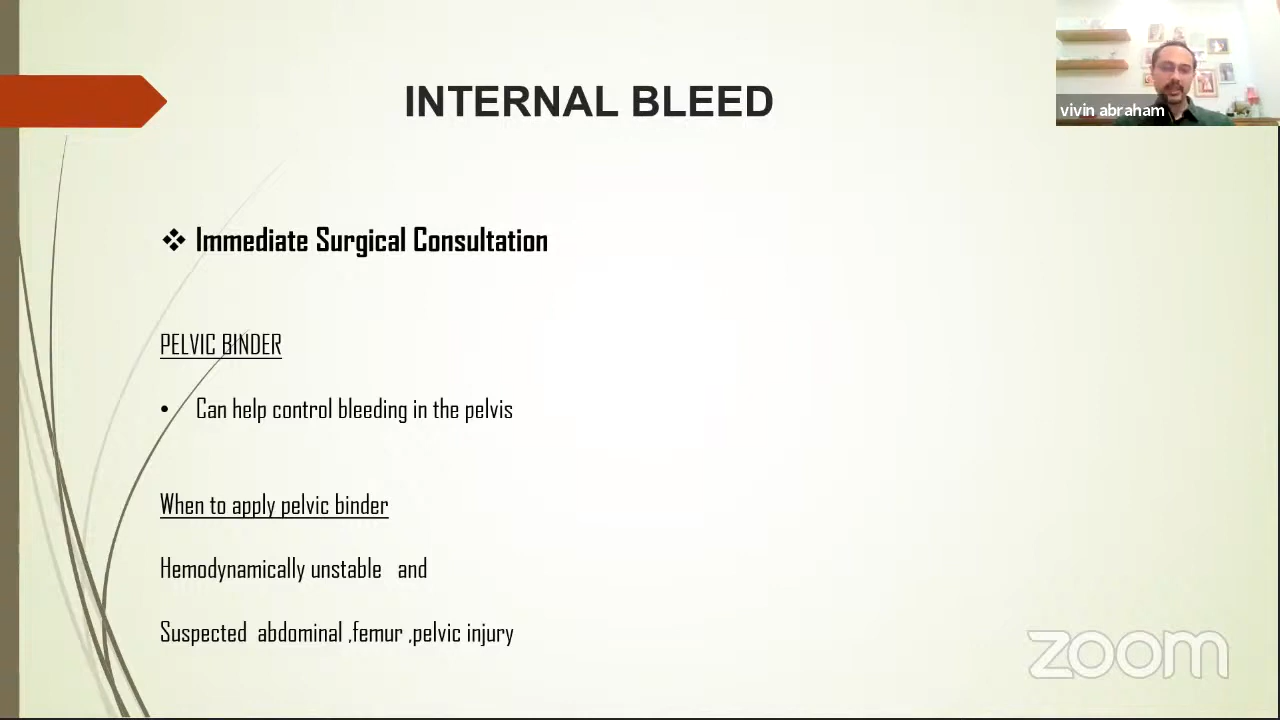 INTERNAL BLEED
vivin abraham
❖ Immediate Surgical Consultation
PELVIC BINDER
• Can help control bleeding in the pelvis
When to apply pelvic binder
Hemodynamically unstable and
Suspected abdominal ,femur ,pelvic injury
zoom